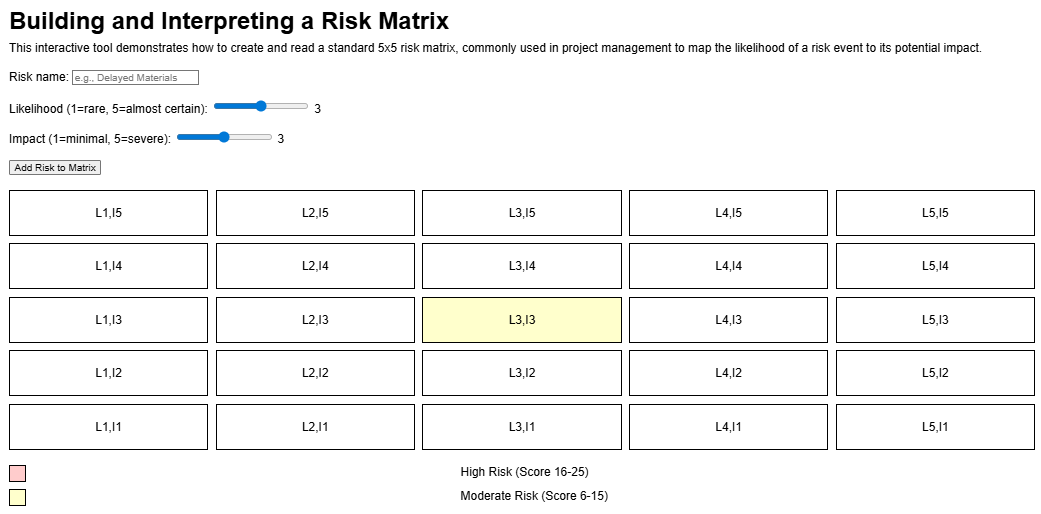 Building and Interpreting a Risk Matrix
This interactive tool demonstrates how to create and read a standard 5x5 risk matrix, commonly used in project management to map the likelihood of a risk event to its potential impact.
Risk name: e.g., Delayed Materials
Likelihood (1=rare, 5=almost certain): 3
Impact (1=minimal, 5=severe): 3
Add Risk to Matrix
L1,I5 L2,I5 L3,I5 L4,I5 L5,I5
L1,I4 L2,I4 L3,I4 L4,I4 L5,I4
L1,I3 L2,I3 L3,I3 L4,I3 L5,I3
L1,I2 L2,I2 L3,I2 L4,I2 L5,I2
L1,I1 L2,I1 L3,I1 L4,I1 L5,I1
High Risk (Score 16-25)
Moderate Risk (Score 6-15)